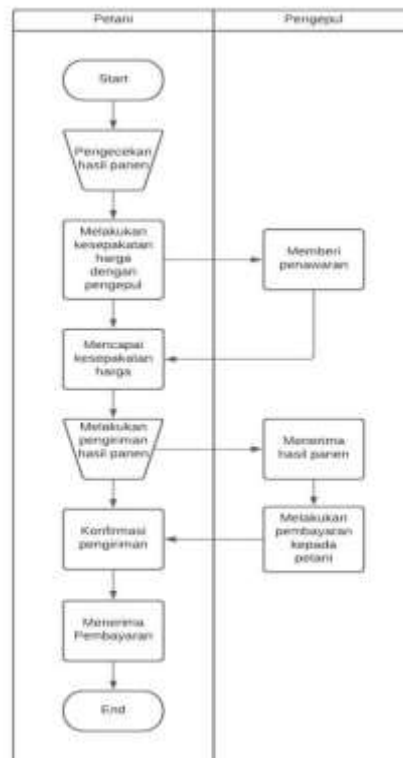 Petani
Pengepul
Start
Pengecekan
hasil panen
Melakukan
kesepakatan
harga
dengan
pengepul
Memberi
penawaran
Mencapai
kesepakatan
harga
Melakukan
pengiriman
hasil panen
Menerima
hasil panen
Konfirmasi
pengiriman
Melakukan
pembayaran
kepada
petani
Menerima
Pembayaran
End